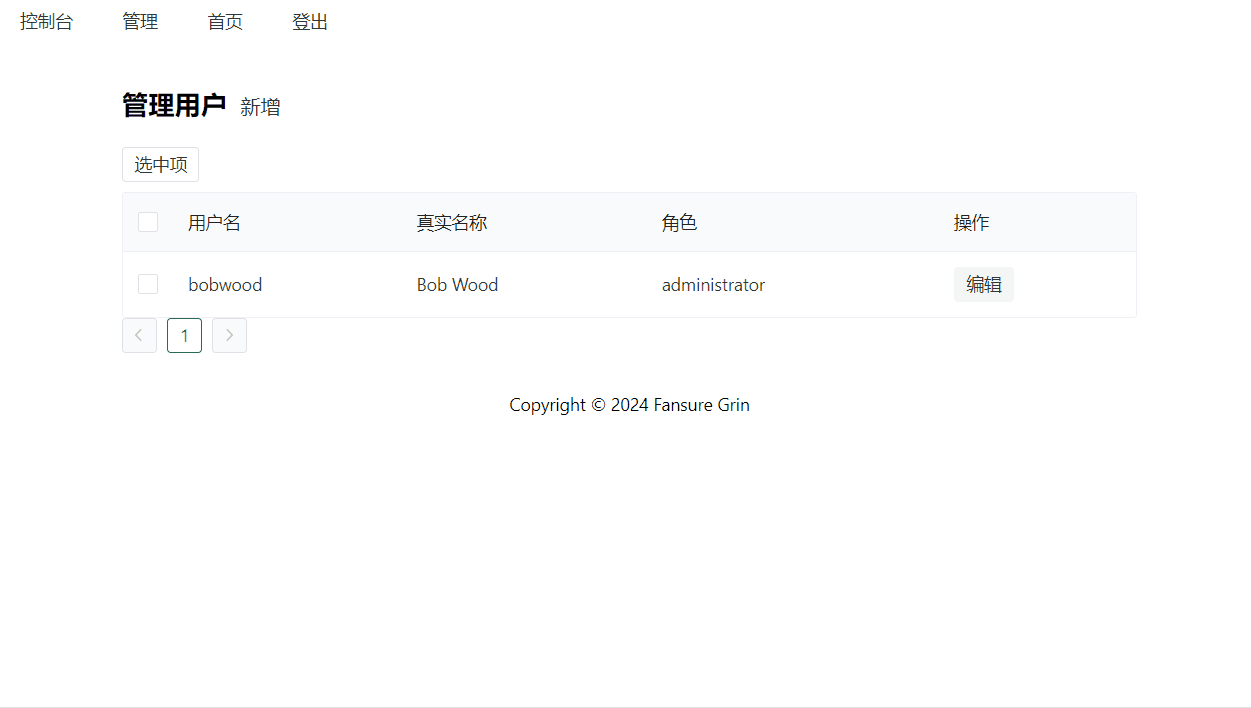 控制台 管理 首页 登出
管理用户 新增
选中项
用户名 真实名称 角色 操作
bobwood Bob Wood administrator 编辑
1
Copyright © 2024 Fansure Grin